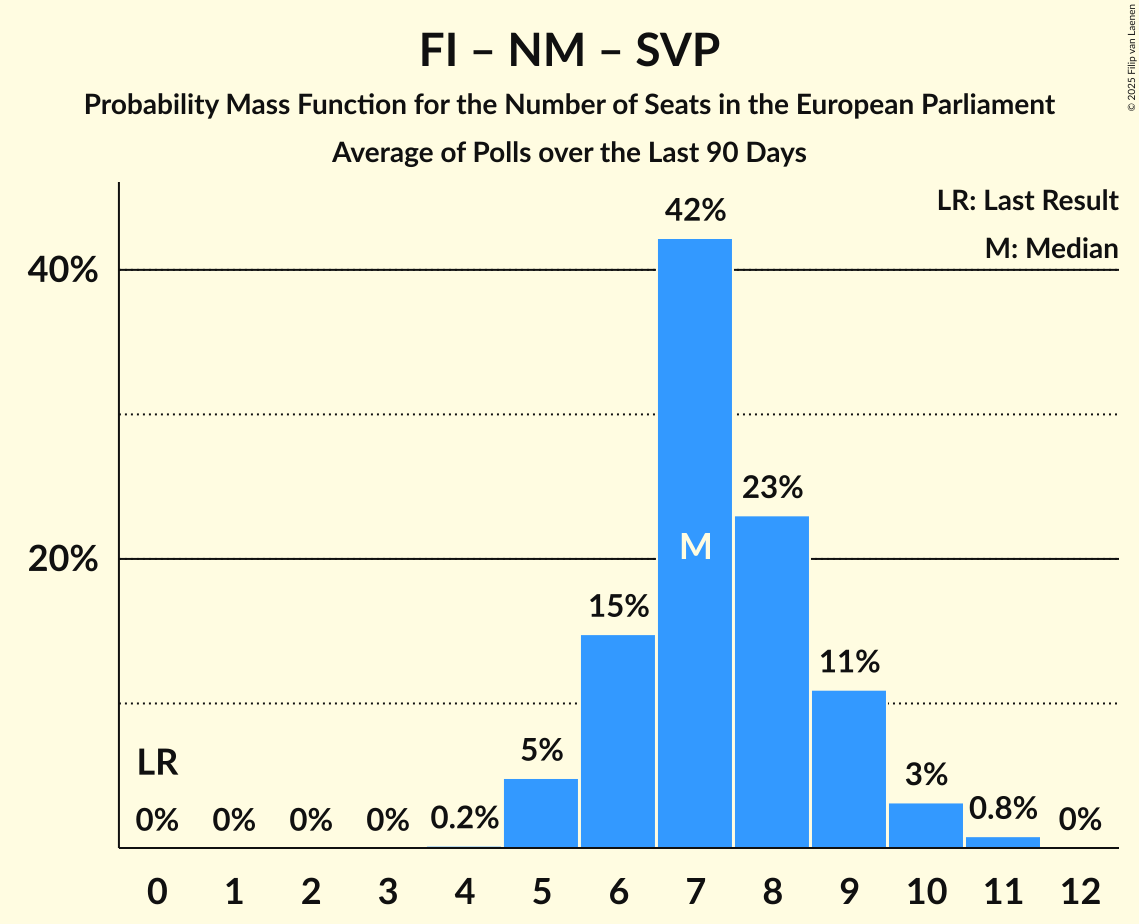 FI – NM – SVP
Probability Mass Function for the Number of Seats in the European Parliament
Average of Polls over the Last 90 Days
© 2025 Filip van Laenen
LR: Last Result
M: Median
40%
20%
42%
23%
M
15%
11%
5%
3%
LR
0%
0%
0%
0%
0.2%
0.8%
0%
0 1 2 3 4 5 6 7 8 9 10 11 12